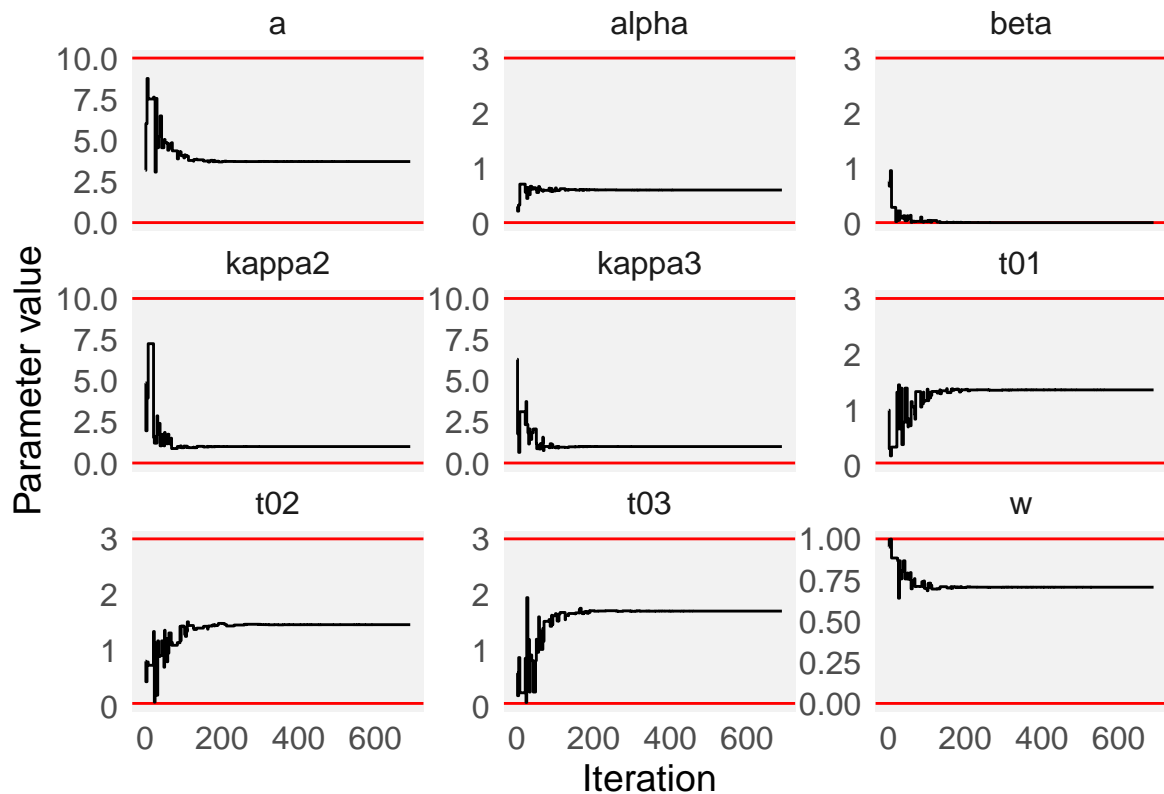 a alpha beta
10.0 3 3
7.5
2 2
5.0
1 1
2.5
0.0 0 0
kappa2 kappa3 t01
10.0 10.0 3
7.5 7.5
2
5.0 5.0
1
2.5 2.5
0.0 0.0 0
Parameter value
t02 t03 w
3 3 1.00
2 2 0.75
0.50
1 1
0.25
0 0 0.00
0 200 400 600 0 200 400 600 0 200 400 600
Iteration